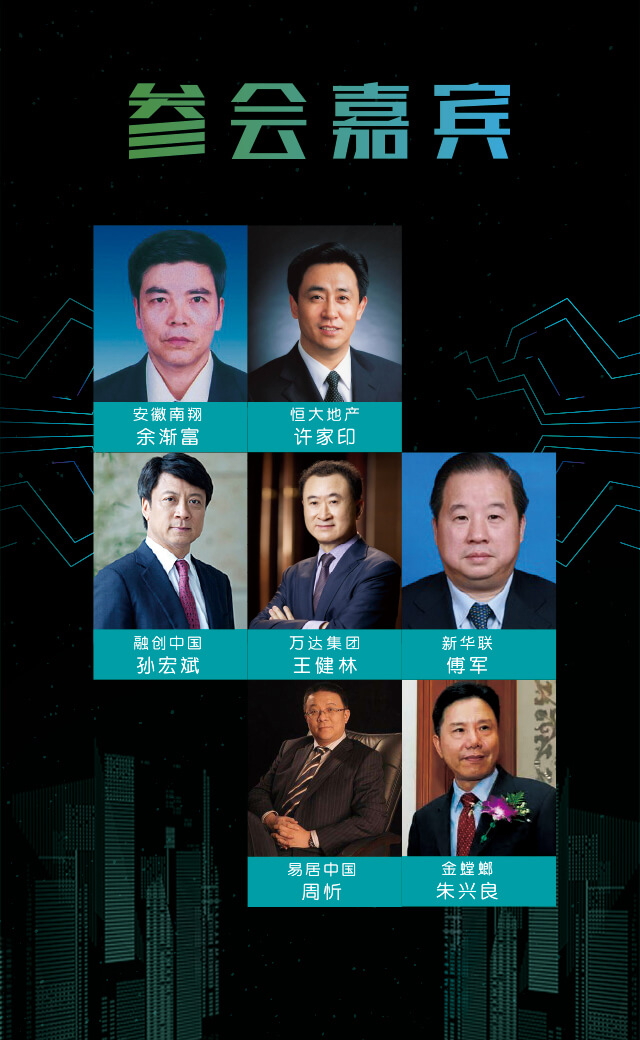 参会嘉宾
安徽南翔
余渐富
恒大地产
许家印
融创中国
孙宏斌
万达集团
王健林
新华联
傅军
易居中国
周忻
金螳螂
朱兴良